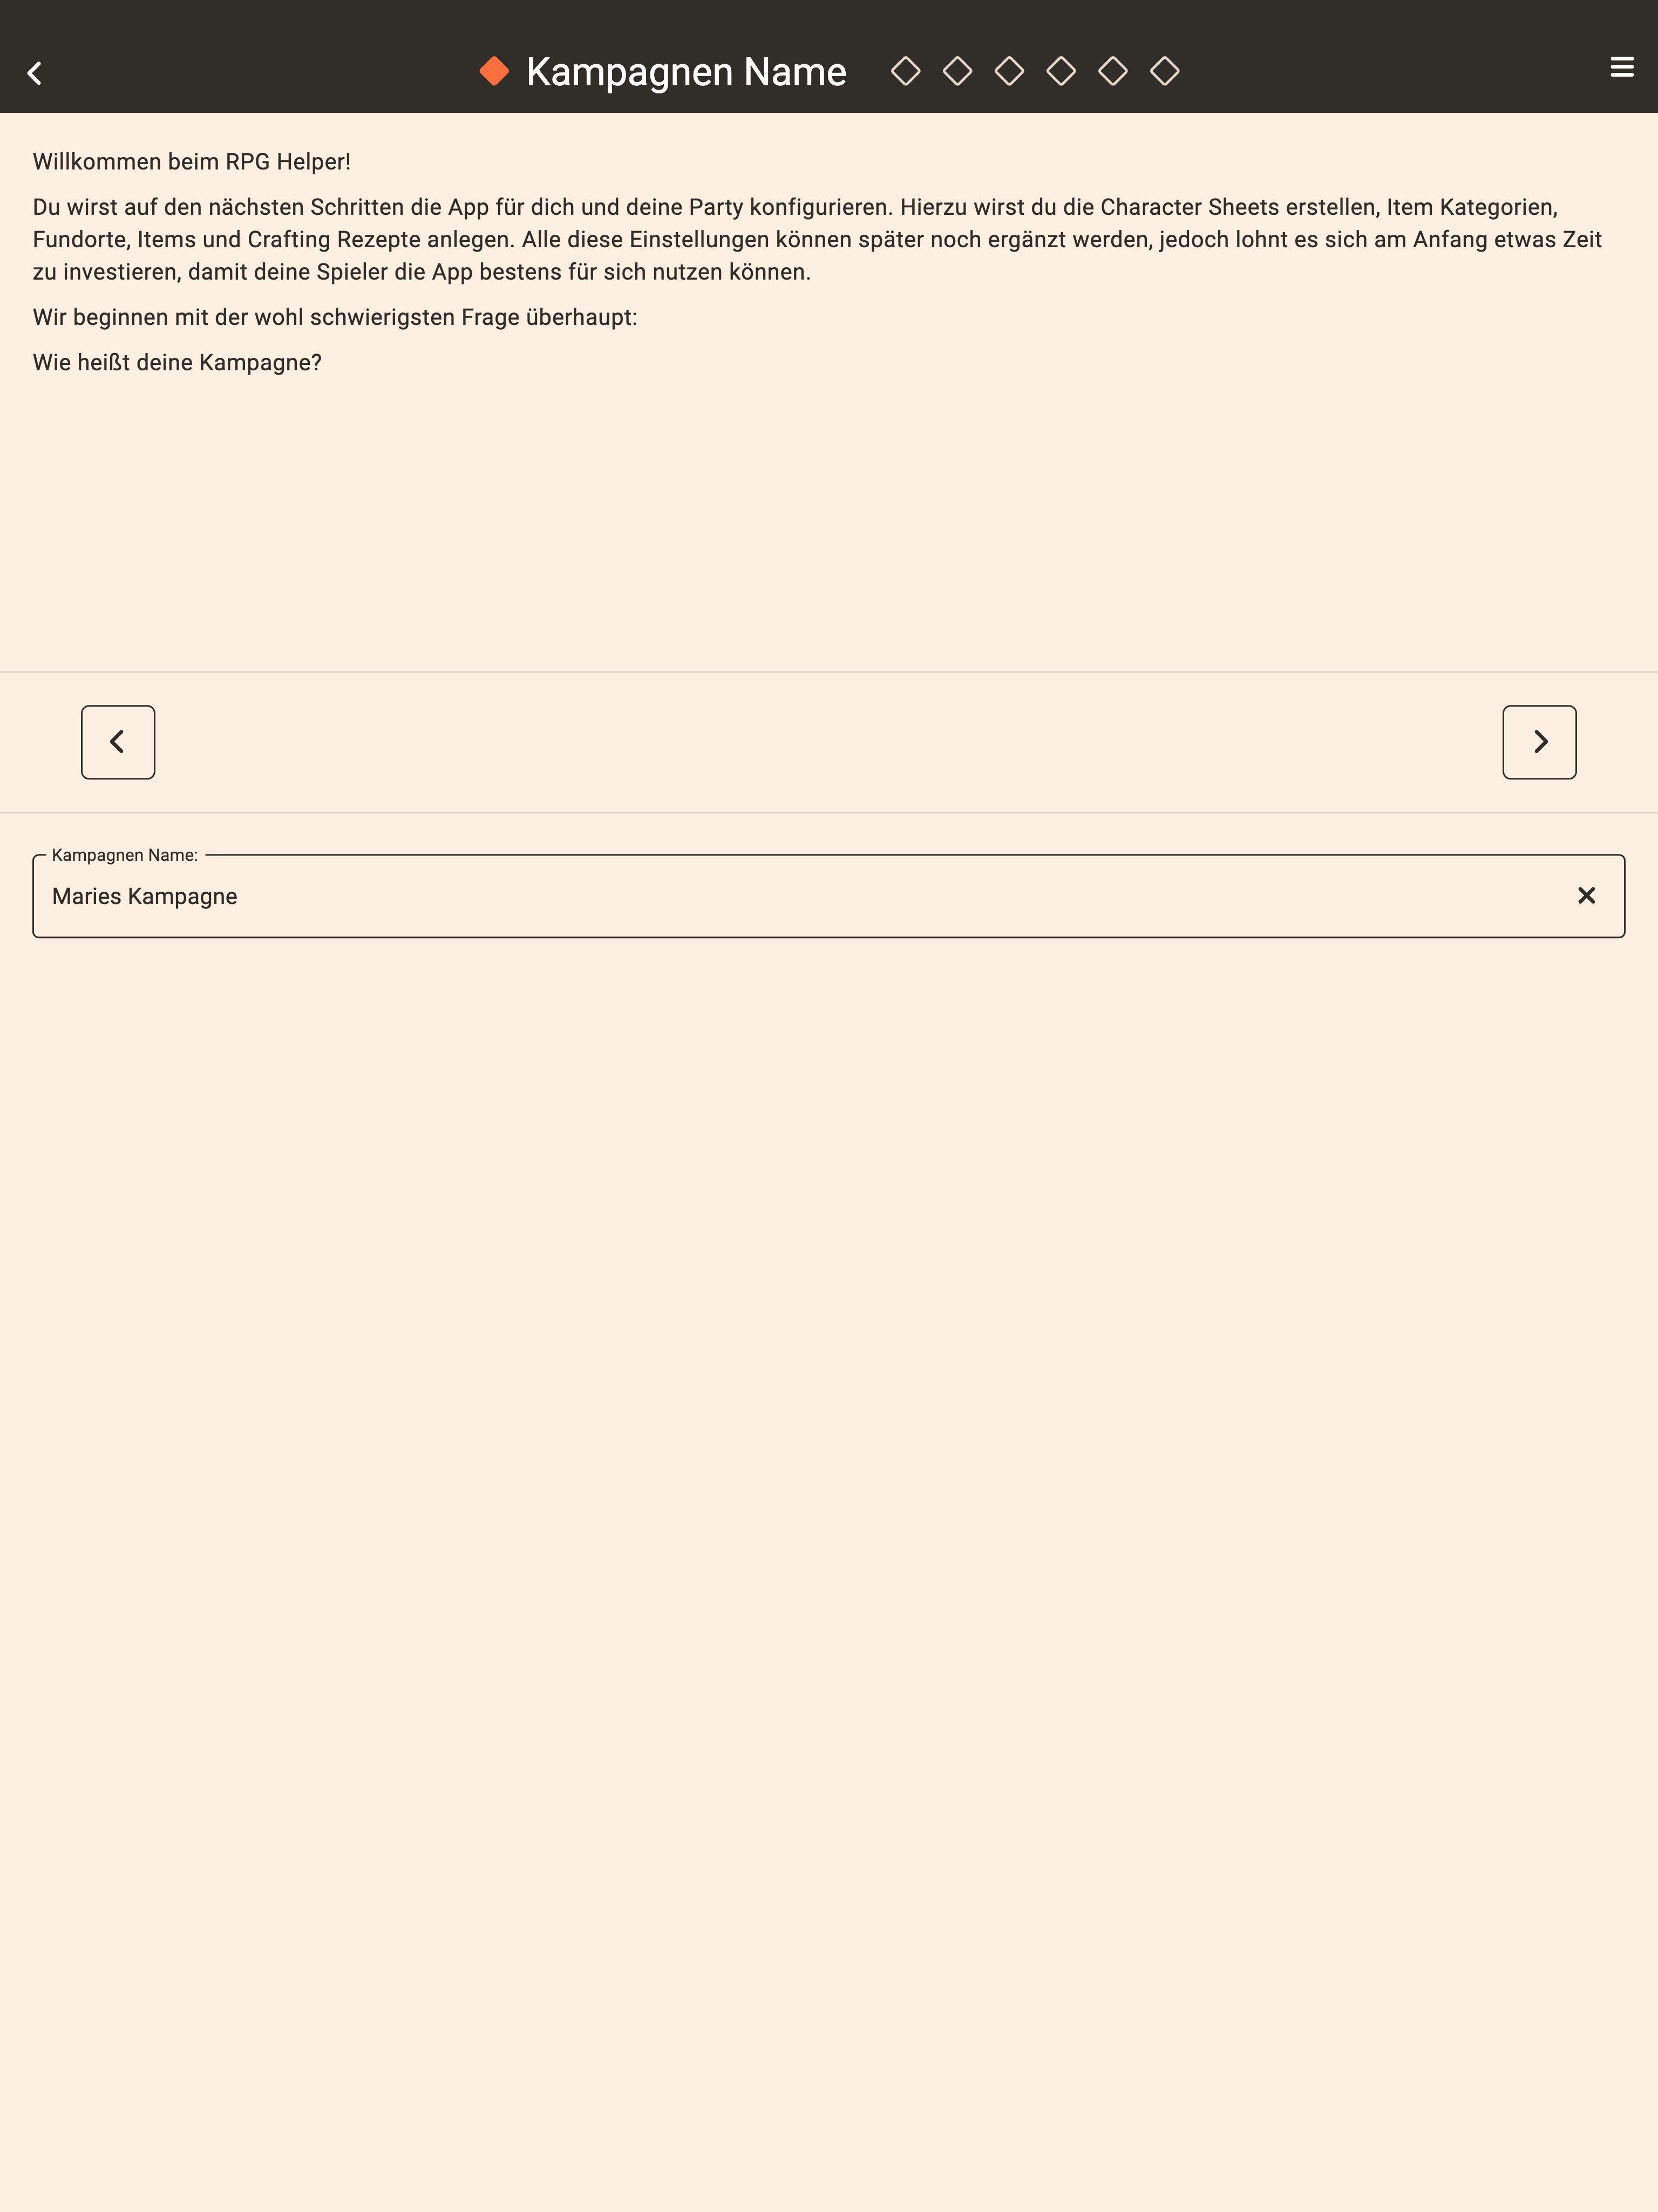 Kampagnen Name
Willkommen beim RPG Helper!
Du wirst auf den nächsten Schritten die App für dich und deine Party konfigurieren. Hierzu wirst du die Character Sheets erstellen, Item Kategorien,
Fundorte, Items und Crafting Rezepte anlegen. Alle diese Einstellungen können später noch ergänzt werden, jedoch lohnt es sich am Anfang etwas Zeit
zu investieren, damit deine Spieler die App bestens für sich nutzen können.
Wir beginnen mit der wohl schwierigsten Frage überhaupt:
Wie heißt deine Kampagne?
Kampagnen Name:
Maries Kampagne